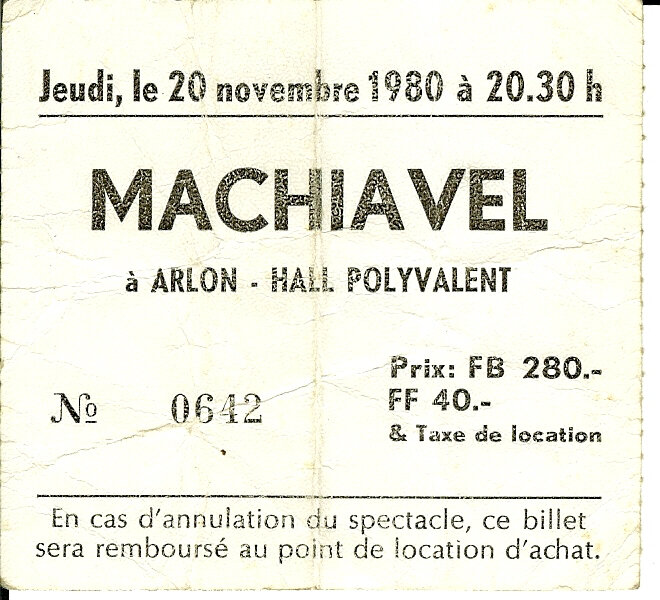 Jeudi, le 20 novembre 1980 à 20.30 h
MACHIAVEL
à ARLON - HALL POLYVALENT
Prix: FB 280.-
FF 40.-
& Taxe de location
No 0642
En cas d'annulation du spectacle, ce billet
sera remboursé au point de location d'achat.